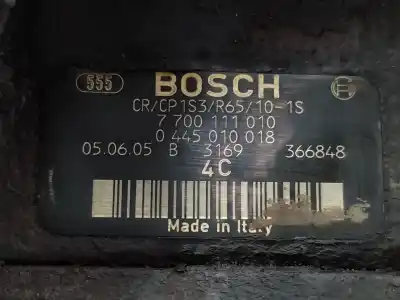 555 BOSCH
CR/CP1S3/R65/10-1S
7 700 111 010
0 445 010 018
05.06.05 B 3169 366848
4C
Made in Italy